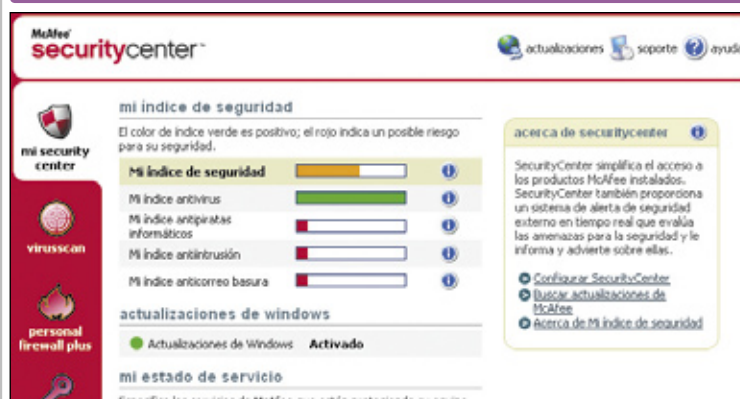 McAfee
securitycenter
actualizaciones soporte ayuda
mi security
center
virusscan
personal
firewall plus
mi índice de seguridad
El color de índice verde es positivo; el rojo indica un posible riesgo
para su seguridad.
Mi índice de seguridad
Mi índice antivirus
Mi índice antipiratas
informáticos
Mi índice antiintrusión
Mi índice anticorreo basura
actualizaciones de windows
Actualizaciones de Windows Activado
mi estado de servicio
acerca de securitycenter
SecurityCenter simplifica el acceso a
los productos McAfee instalados.
SecurityCenter también proporciona
un sistema de alerta de seguridad
externo en tiempo real que evalúa
las amenazas para la seguridad y le
informa y advierte sobre ellas.
Configurar SecurityCenter
Buscar actualizaciones de
McAfee
Acerca de Mi índice de seguridad